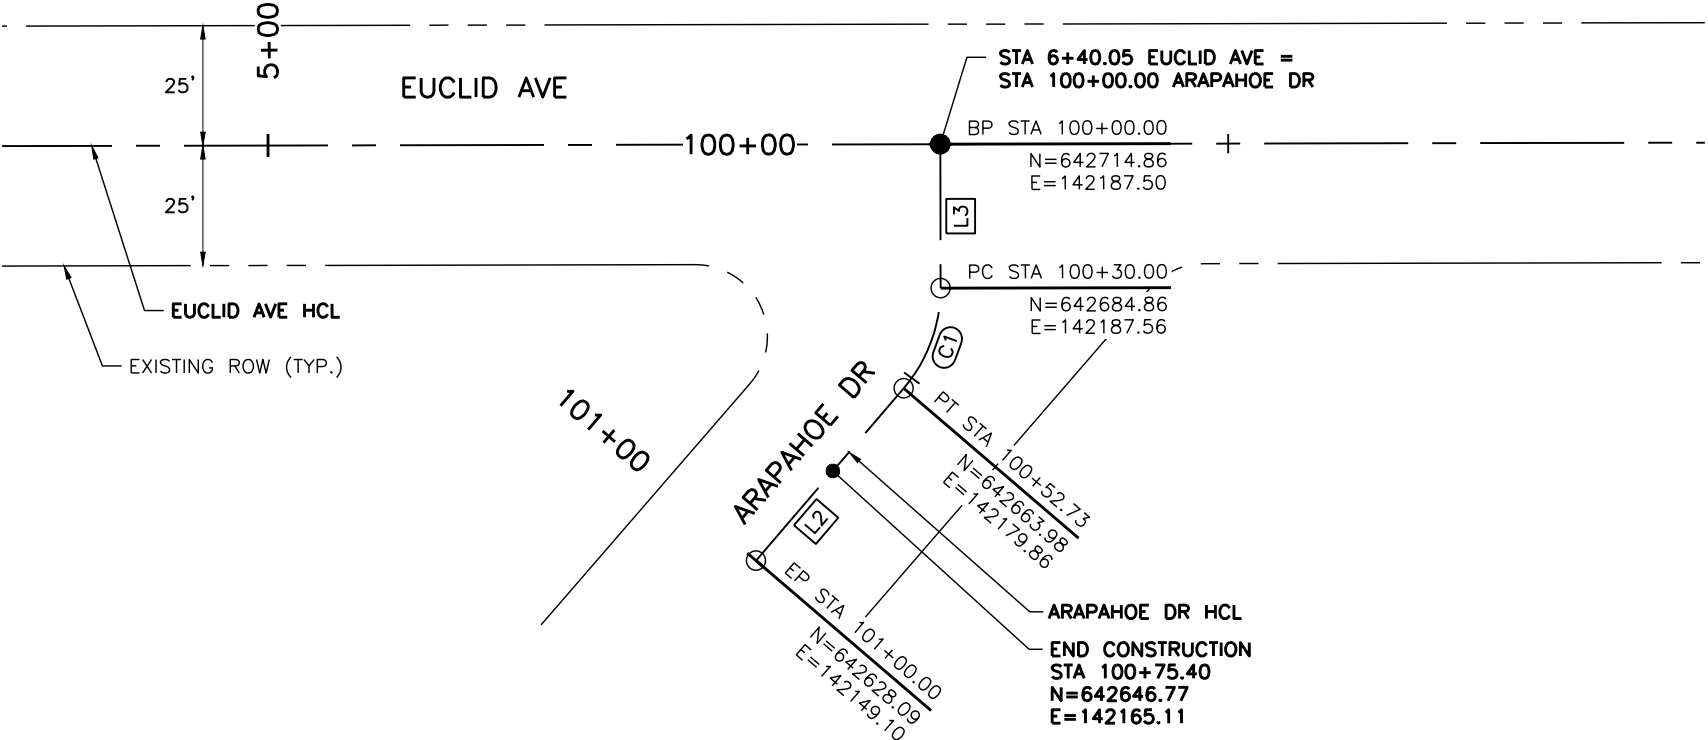 5+00
25'
25'
EUCLID AVE
100+00
STA 6+40.05 EUCLID AVE =
STA 100+00.00 ARAPAHOE DR
BP STA 100+00.00
N=642714.86
E=142187.50
L3
PC STA 100+30.00
N=642684.86
E=142187.56
EUCLID AVE HCL
EXISTING ROW (TYP.)
C1
101+00
ARAPAHOE DR
PT STA 100+52.73
N=642663.98
E=142179.86
L2
EP STA 101+00.00
N=642628.09
E=142149.10
ARAPAHOE DR HCL
END CONSTRUCTION
STA 100+75.40
N=642646.77
E=142165.11